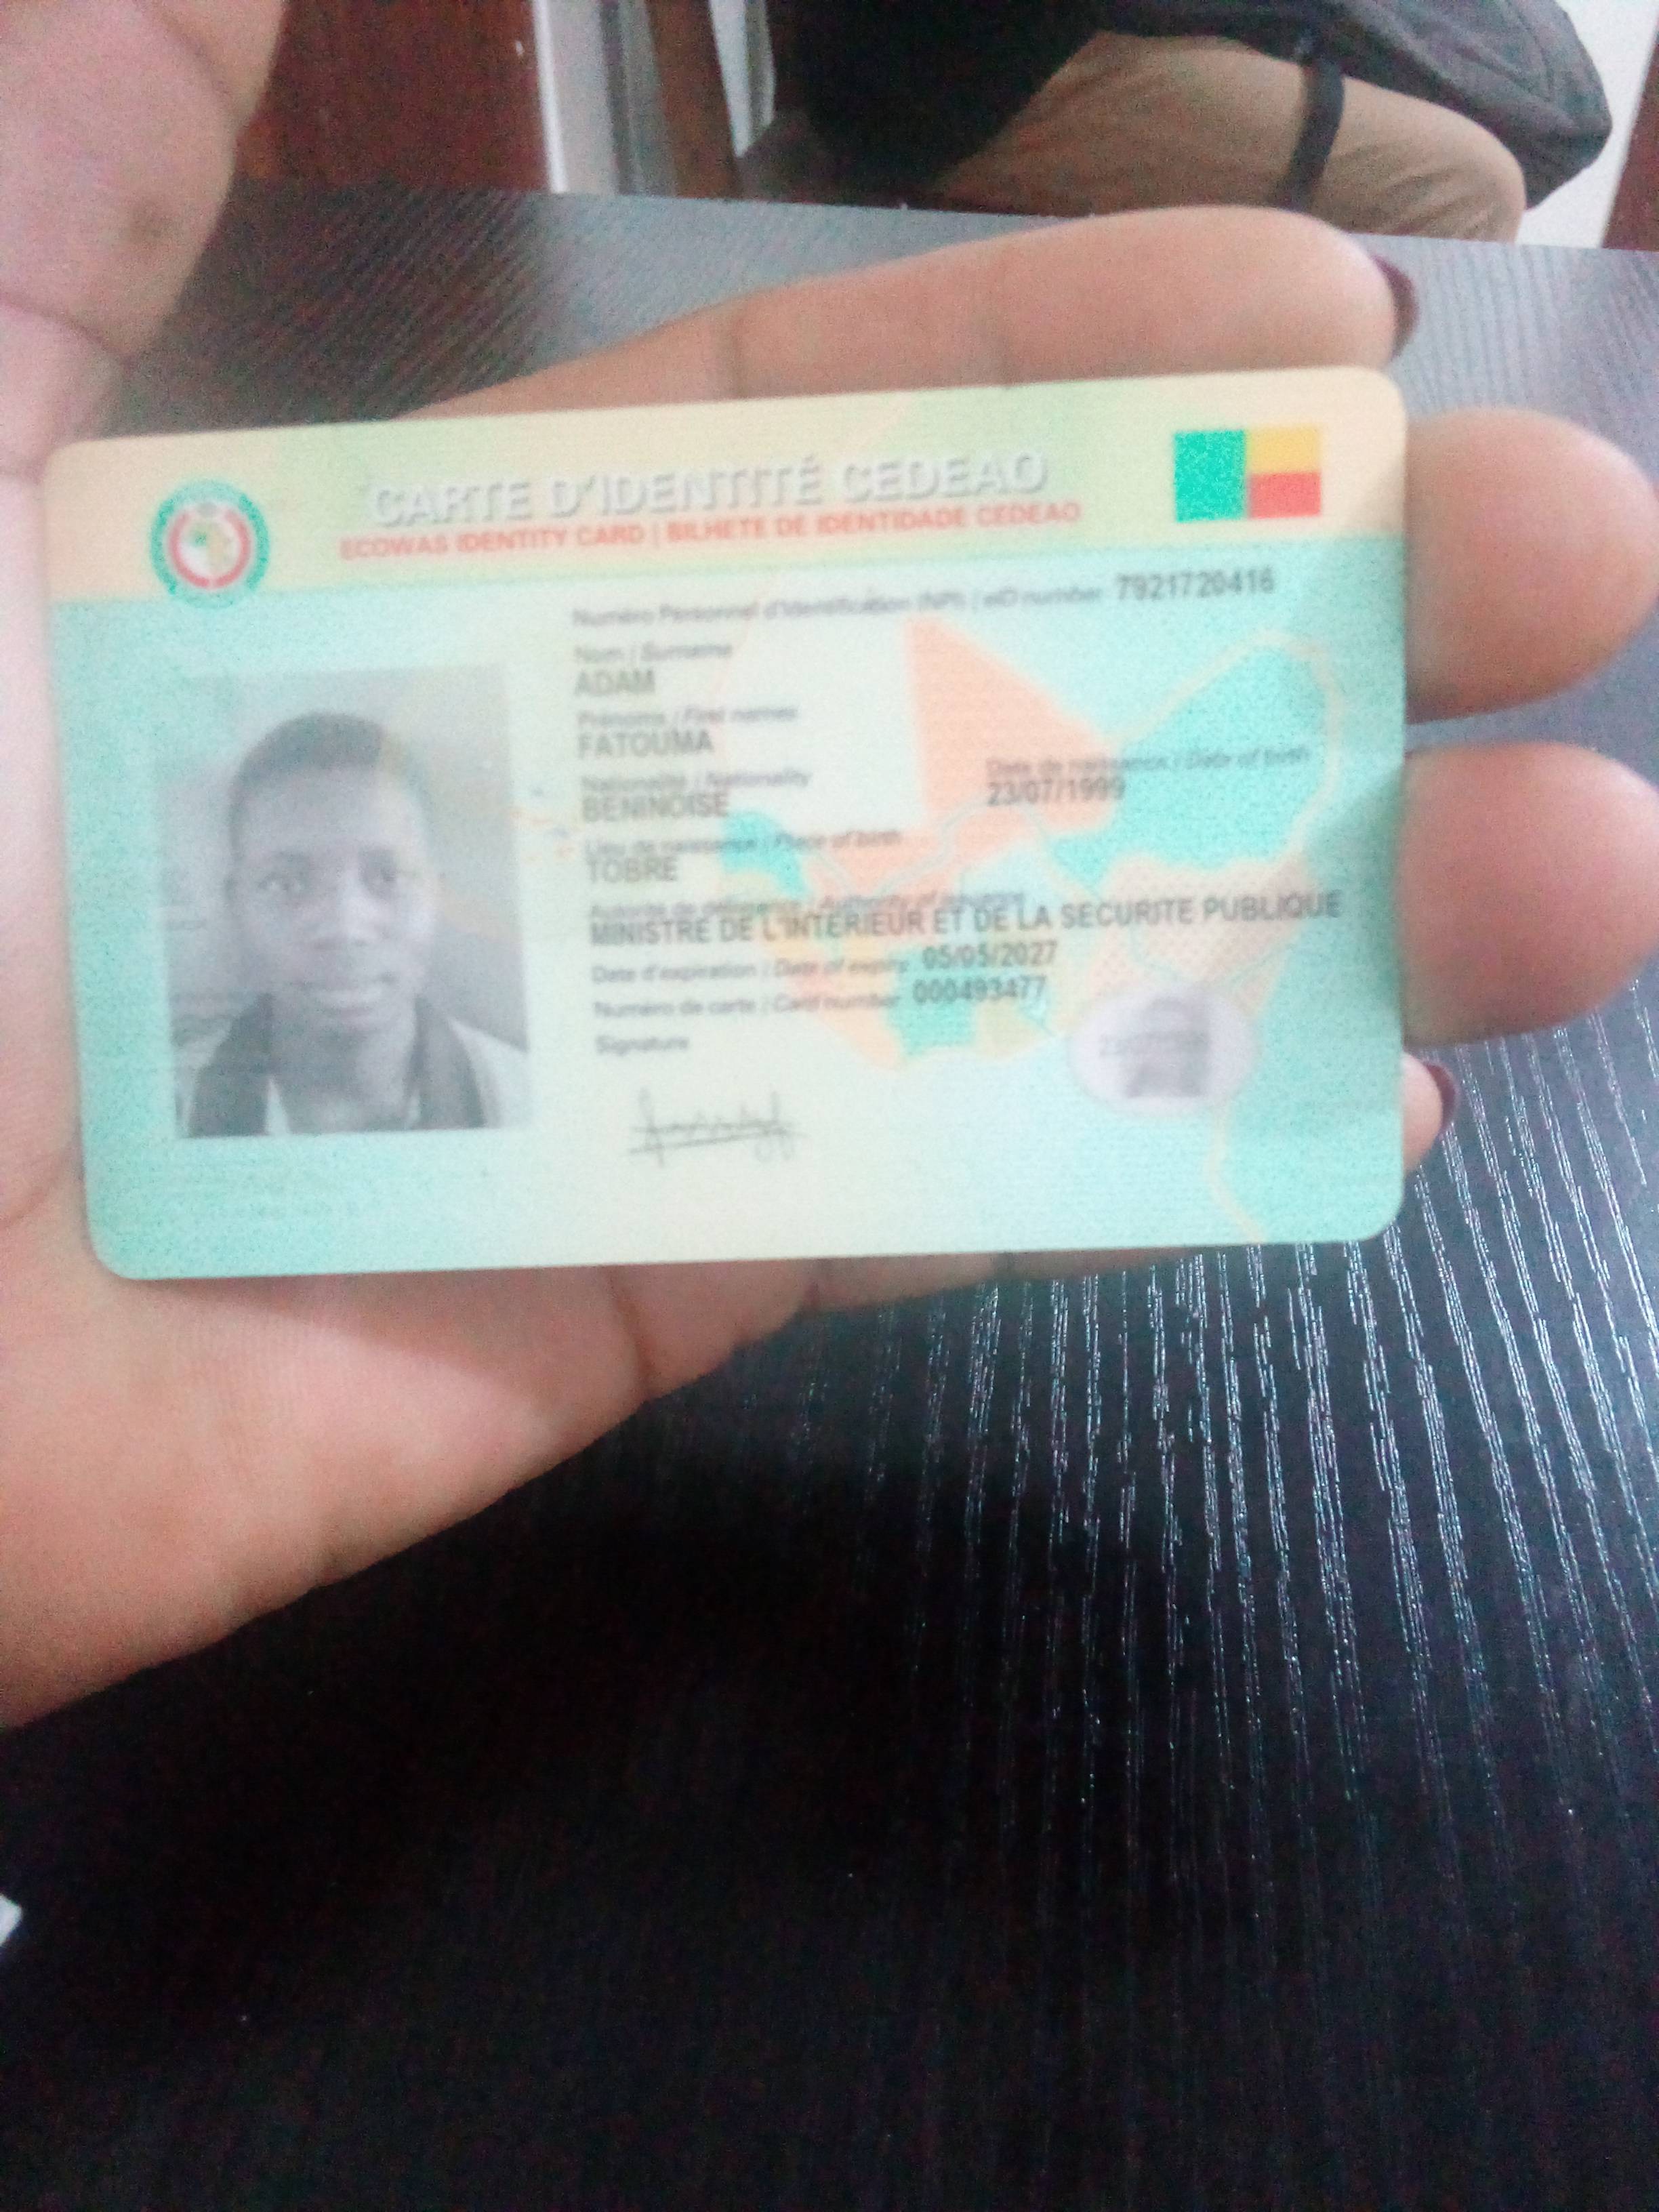 CARTE D'IDENTITÉ CEDEAO
ECOWAS IDENTITY CARD | BILHETE DE IDENTIDADE CEDEAO
Numéro Personnel d'Identification (NPI) | eID number 7921720416
Nom / Surname
ADAM
Prénoms / First names
FATOUMA
Nationalité / Nationality
BENINOISE
Date de naissance / Date of birth
23/07/1999
Lieu de naissance / Place of birth
TOBRE
Autorité de délivrance / Authority of issuance
MINISTRE DE L'INTERIEUR ET DE LA SECURITE PUBLIQUE
Date d'expiration / Date of expiry 05/05/2027
Numéro de carte / Card number 000493477
Signature